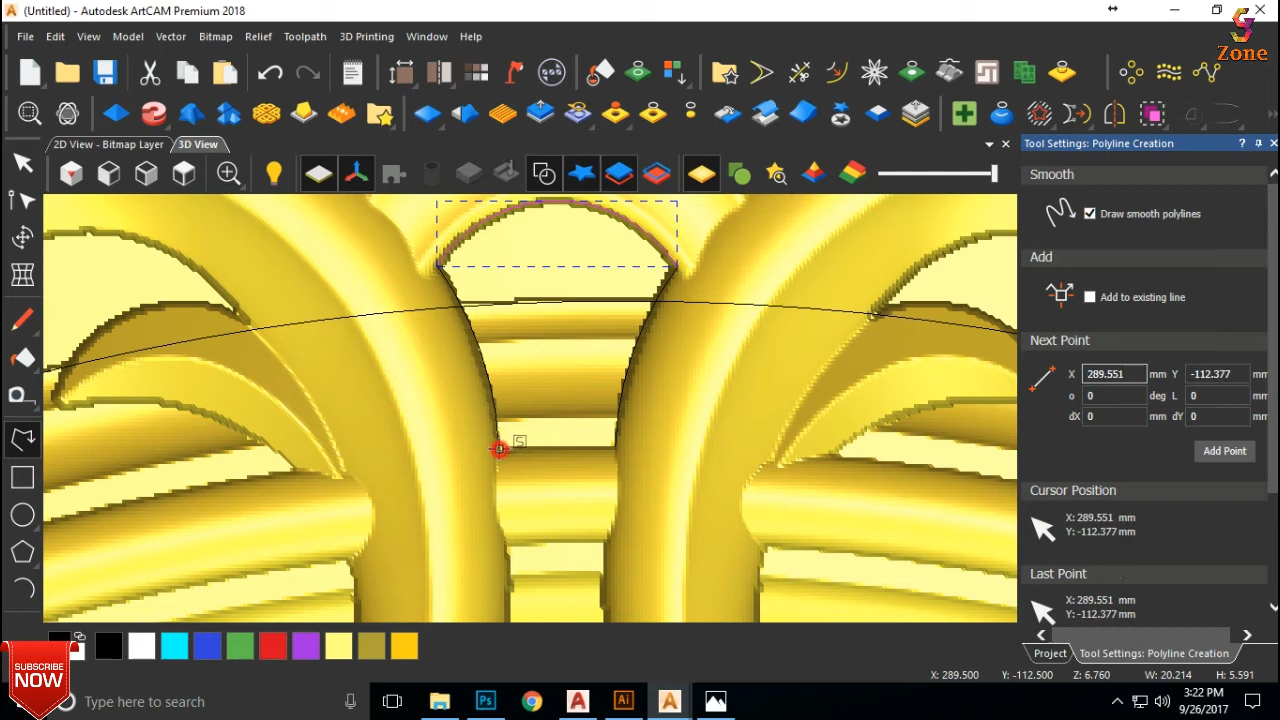 (Untitled) - Autodesk ArtCAM Premium 2018
Zone
File Edit View Model Vector Bitmap Relief Toolpath 3D Printing Window Help
2D View - Bitmap Layer 3D View
Tool Settings: Polyline Creation
Smooth
Draw smooth polylines
Add
Add to existing line
Next Point
X 289.551 mm Y -112.377 mm
o 0 deg L 0
dX 0 mm dY 0 mm
Add Point
Cursor Position
X: 289.551 mm
Y: -112.377 mm
Last Point
X: 289.551 mm
Y: -112.377 mm
S
Project Tool Settings: Polyline Creation
X: 289.500 Y: -112.500 Z: 6.760 W: 20.214 H: 5.591
SUBSCRIBE
NOW
Type here to search
Ps
Ai
A
A
3:22 PM
9/26/2017